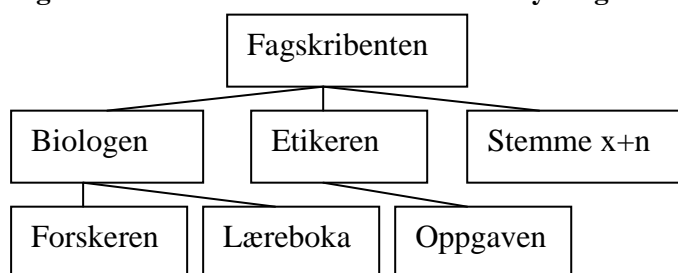 Fagskribenten
Biologen Etikeren Stemme x+n
Forskeren Læreboka Oppgaven